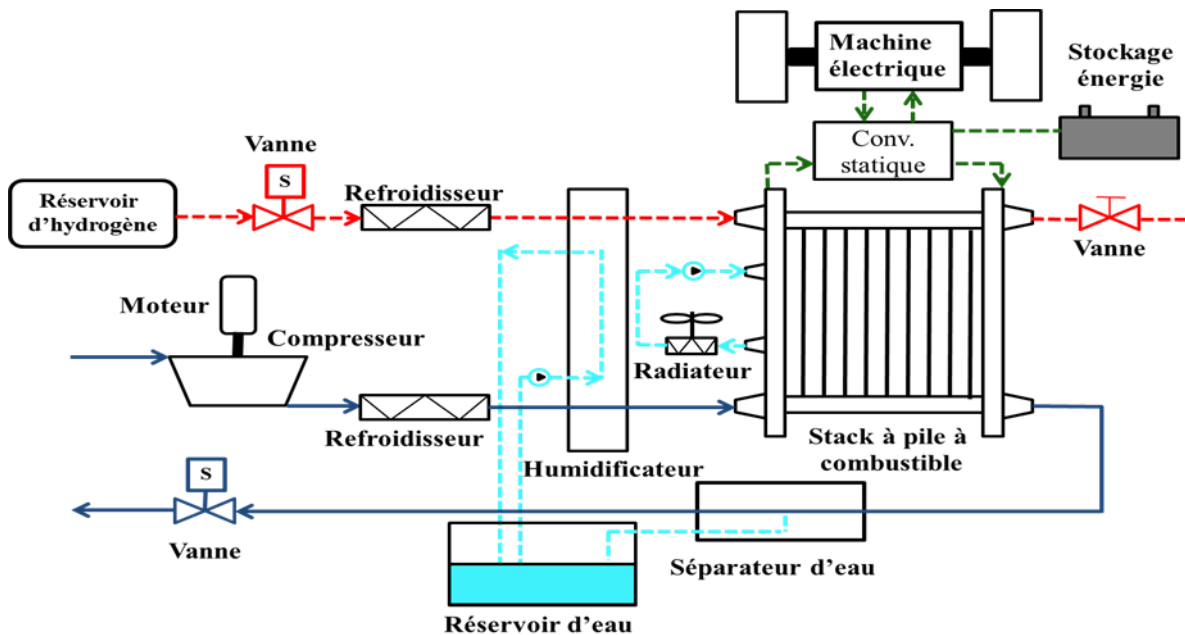 Machine
électrique
Stockage
énergie
Vanne
S
Conv.
statique
Réservoir
d'hydrogène
Refroidisseur
Vanne
Moteur
Compresseur
Radiateur
Refroidisseur
Humidificateur
Stack à pile à
combustible
S
Vanne
Séparateur d'eau
Réservoir d'eau